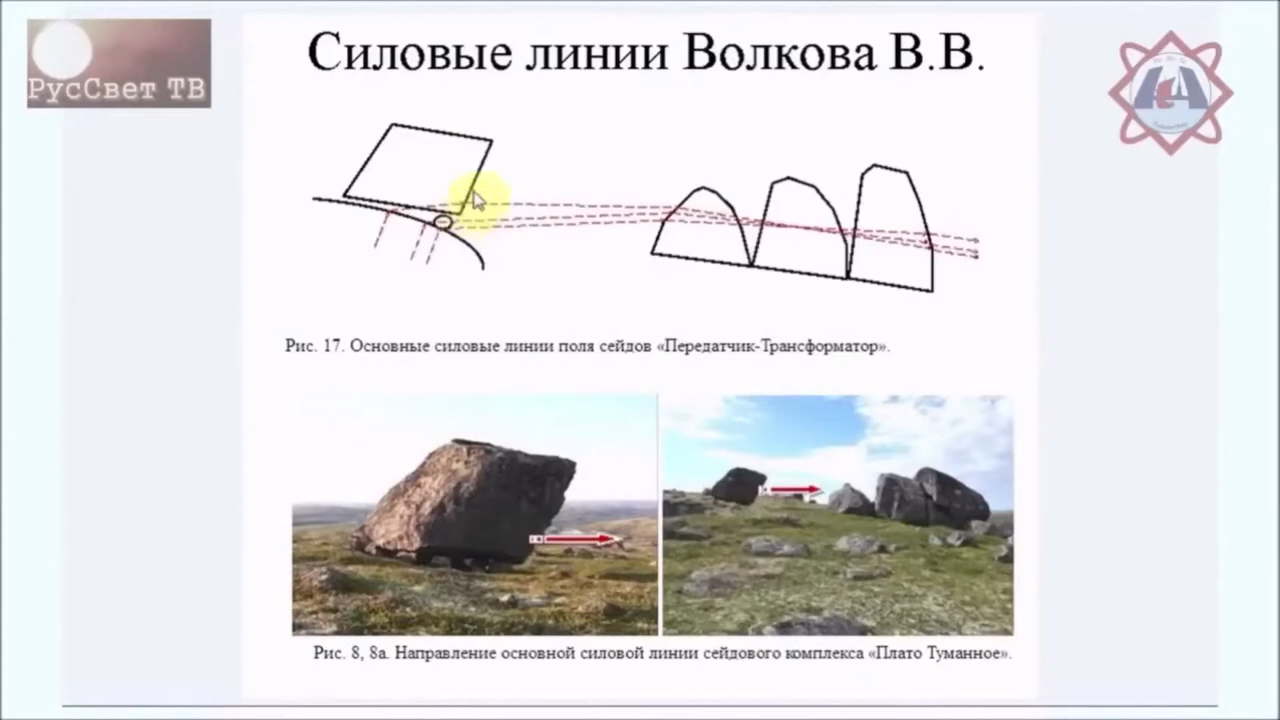 Силовые линии Волкова В.В.
РусСвет ТВ
Рис. 17. Основные силовые линии поля сейдов «Передатчик-Трансформатор».
Рис. 8, 8а. Направление основной силовой линии сейдового комплекса «Плато Туманное».